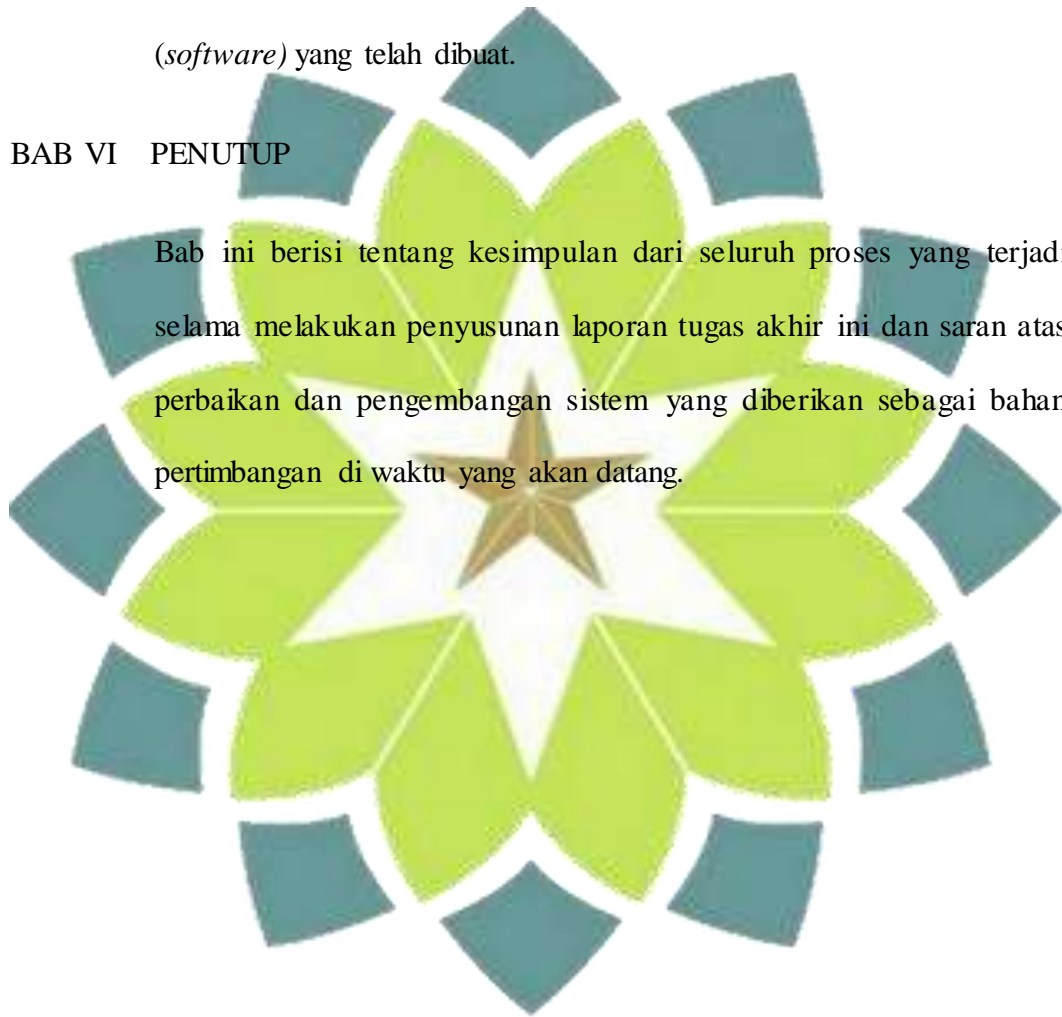 (software) yang telah dibuat.
BAB VI PENUTUP
Bab ini berisi tentang kesimpulan dari seluruh proses yang terjadi
selama melakukan penyusunan laporan tugas akhir ini dan saran atas
perbaikan dan pengembangan sistem yang diberikan sebagai bahan
pertimbangan di waktu yang akan datang.